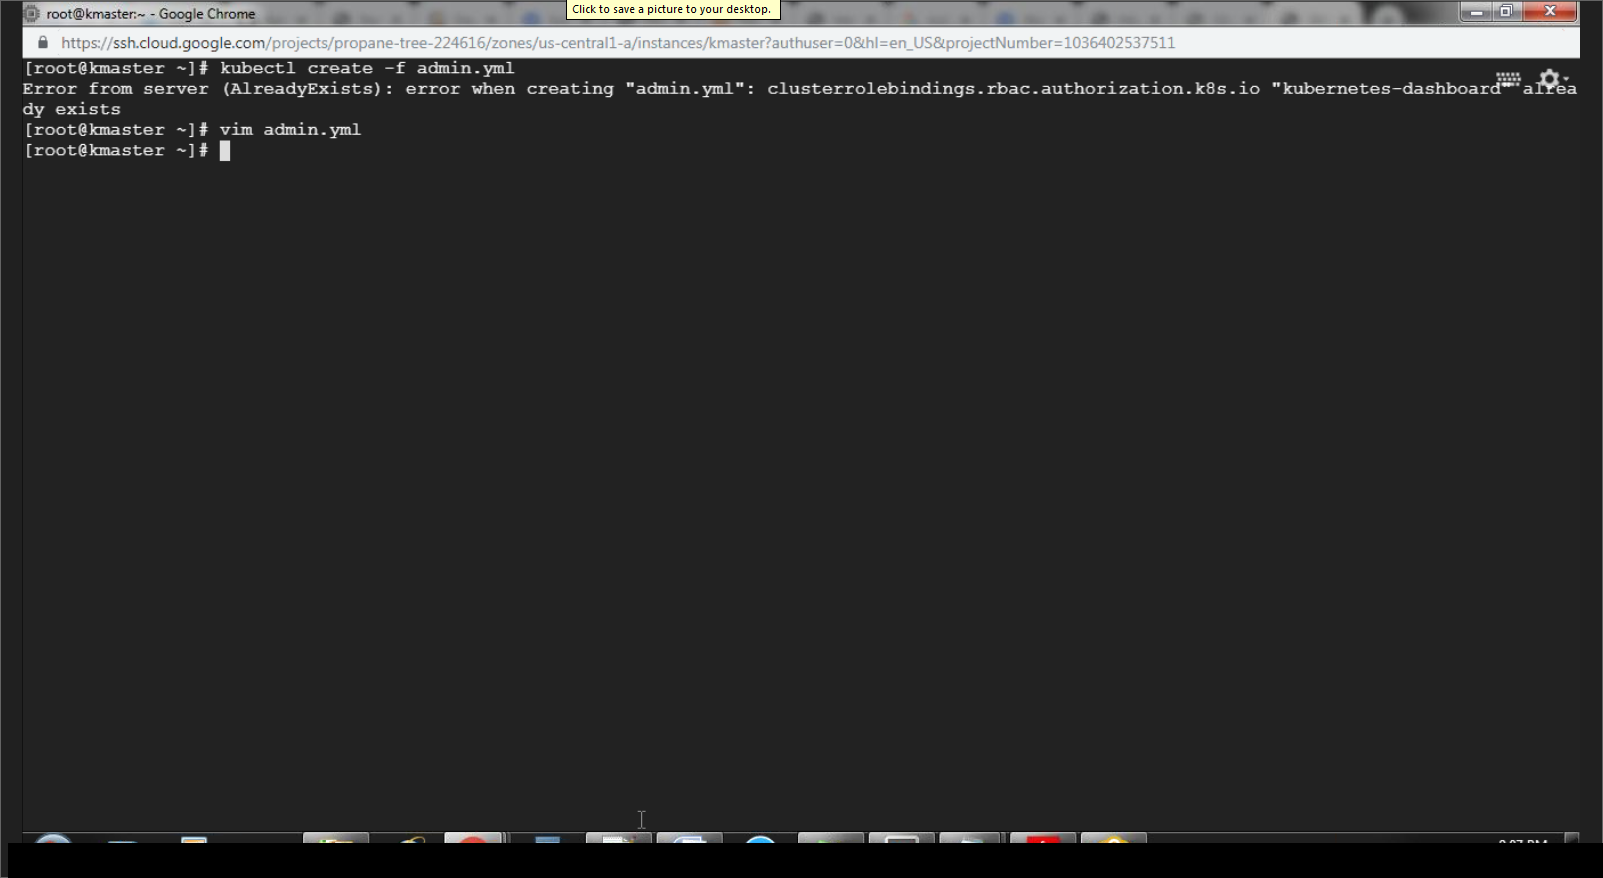 Click to save a picture to your desktop.
root@kmaster:~ - Google Chrome
https://ssh.cloud.google.com/projects/propane-tree-224616/zones/us-central1-a/instances/kmaster?authuser=0&hl=en_US&projectNumber=1036402537511
[root@kmaster ~]# kubectl create -f admin.yml
Error from server (AlreadyExists): error when creating "admin.yml": clusterrolebindings.rbac.authorization.k8s.io "kubernetes-dashboard" alrea
dy exists
[root@kmaster ~]# vim admin.yml
[root@kmaster ~]#